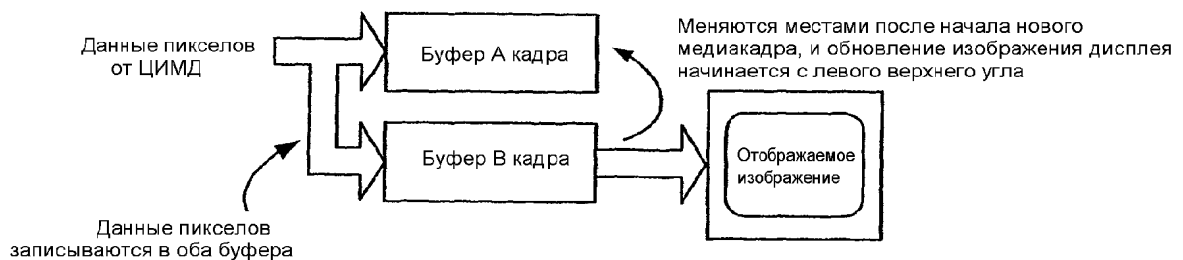 Данные пикселов
от ЦИМД
Буфер А кадра
Меняются местами после начала нового
медиакадра, и обновление изображения дисплея
начинается с левого верхнего угла
Буфер В кадра
Отображаемое
изображение
Данные пикселов
записываются в оба буфера